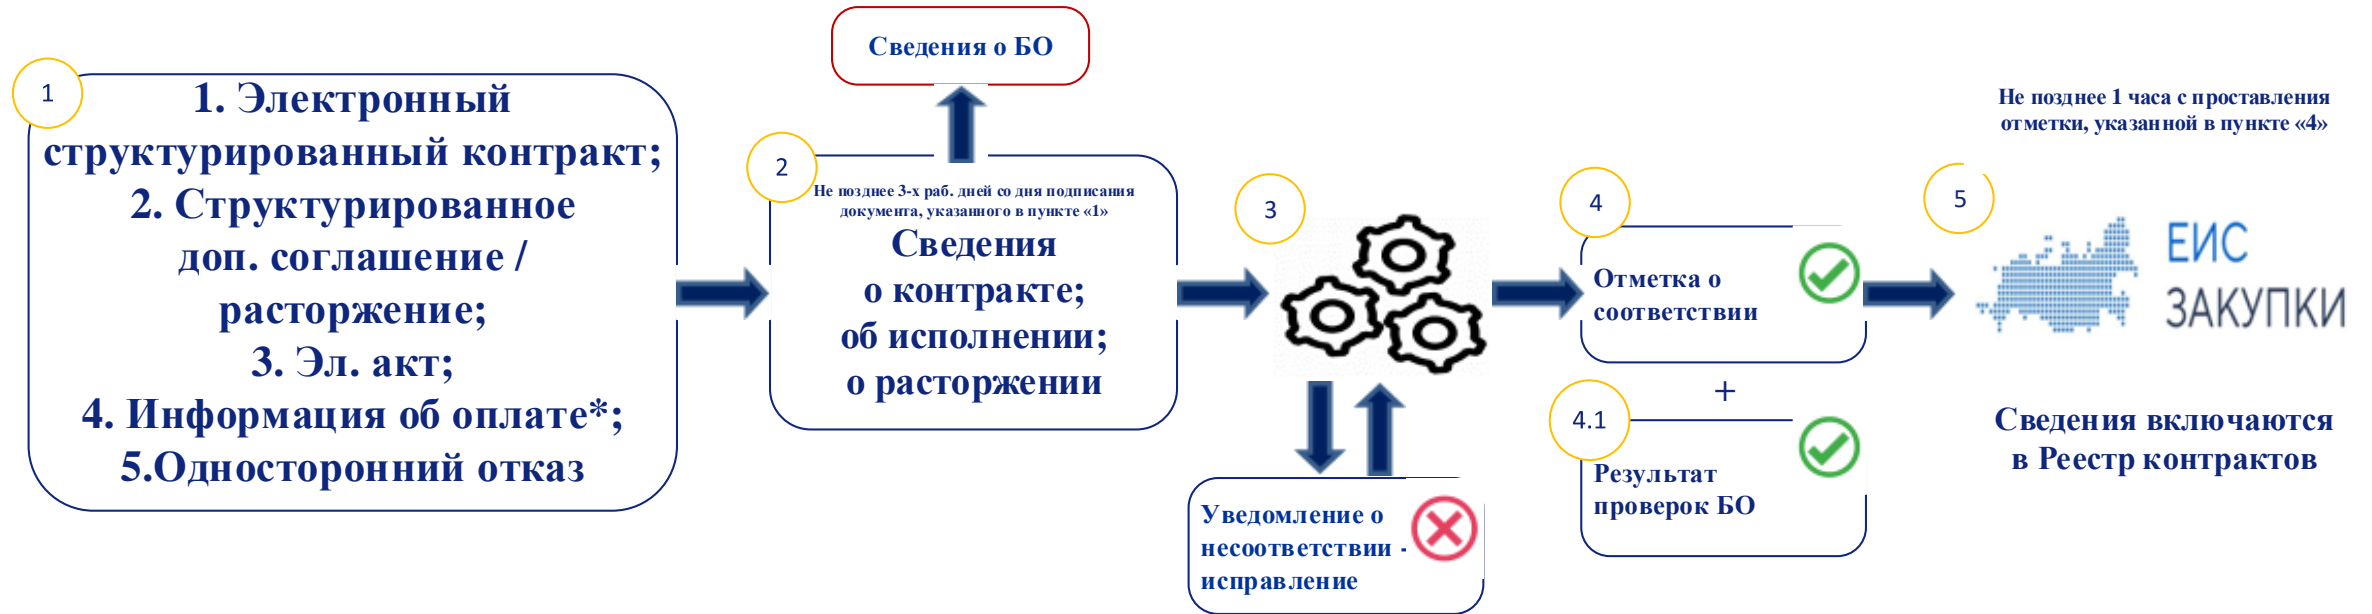 1
1. Электронный
структурированный контракт;
2. Структурированное
доп. соглашение /
расторжение;
3. Эл. акт;
4. Информация об оплате*;
5.Односторонний отказ
Сведения о БО
2
Не позднее 3-х раб. дней со дня подписания
документа, указанного в пункте «1»
Сведения
о контракте;
об исполнении;
о расторжении
3
Уведомление о
несоответствии -
исправление
4
Отметка о
соответствии
+
4.1
Результат
проверок БО
Не позднее 1 часа с проставления
отметки, указанной в пункте «4»
5
ЕИС
ЗАКУПКИ
Сведения включаются
в Реестр контрактов